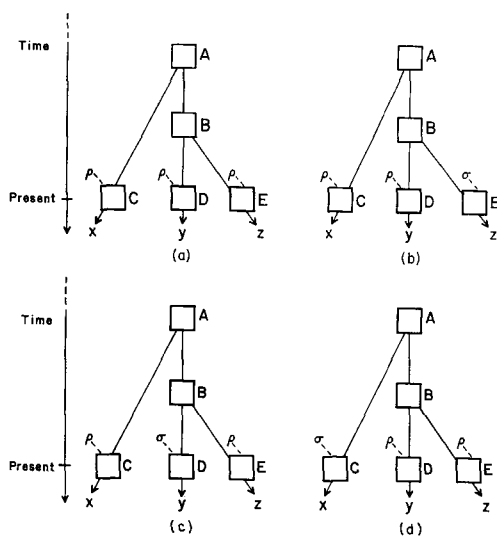 Time
A
B
ρ C ρ D ρ E
Present
x y z
(a)
A
B
ρ C ρ D σ E
x y z
(b)
Time
A
B
ρ C σ D ρ E
Present
x y z
(c)
A
B
σ C ρ D ρ E
x y z
(d)